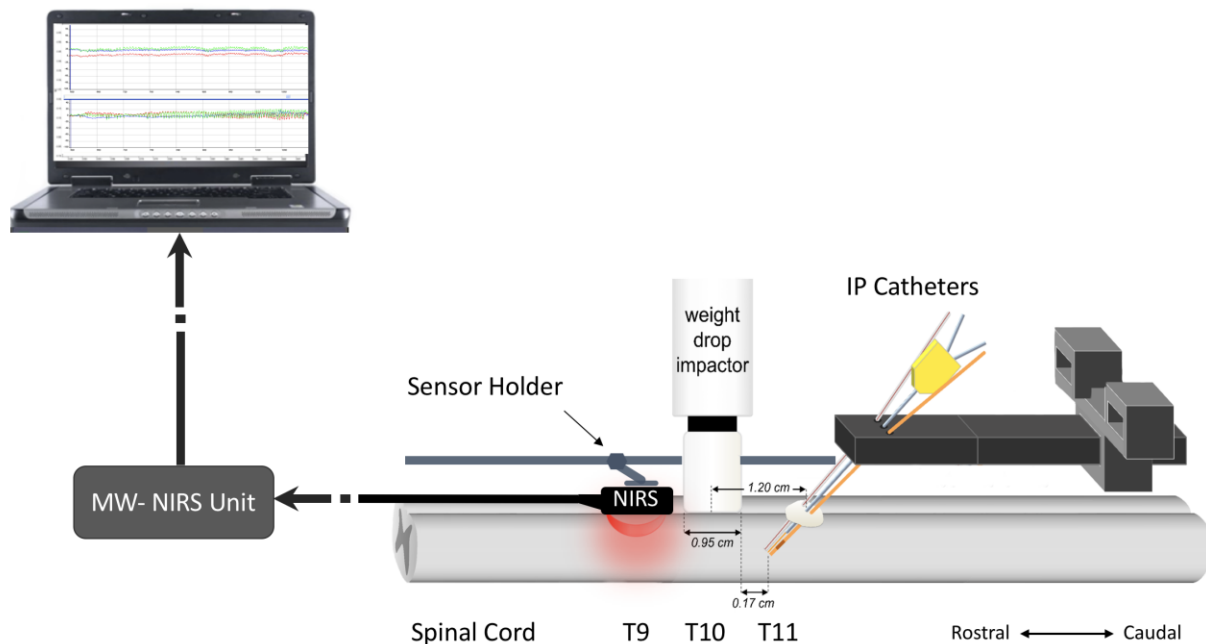 IP Catheters
weight
drop
impactor
Sensor Holder
MW- NIRS Unit
NIRS
1.20 cm
0.95 cm
0.17 cm
Spinal Cord T9 T10 T11 Rostral Caudal